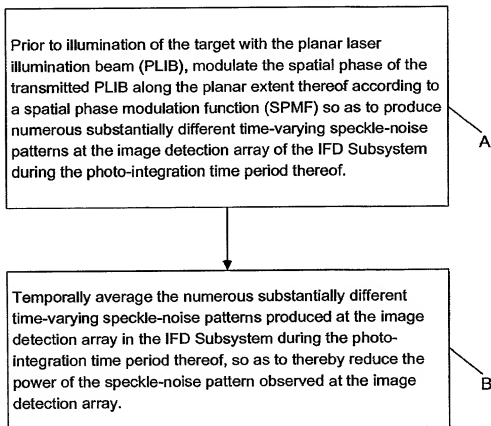 Prior to illumination of the target with the planar laser
illumination beam (PLIB), modulate the spatial phase of the
transmitted PLIB along the planar extent thereof according to
a spatial phase modulation function (SPMF) so as to produce
numerous substantially different time-varying speckle-noise
patterns at the image detection array of the IFD Subsystem
during the photo-integration time period thereof.
A
Temporally average the numerous substantially different
time-varying speckle-noise patterns produced at the image
detection array in the IFD Subsystem during the photo-
integration time period thereof, so as to thereby reduce the
power of the speckle-noise pattern observed at the image
detection array.
B